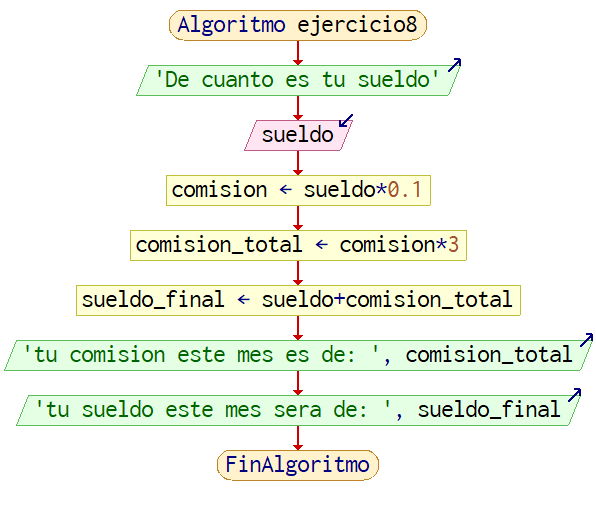 Algoritmo ejercicio8
'De cuanto es tu sueldo'
sueldo
comision ← sueldo*0.1
comision_total ← comision*3
sueldo_final ← sueldo+comision_total
'tu comision este mes es de: ', comision_total
'tu sueldo este mes sera de: ', sueldo_final
FinAlgoritmo